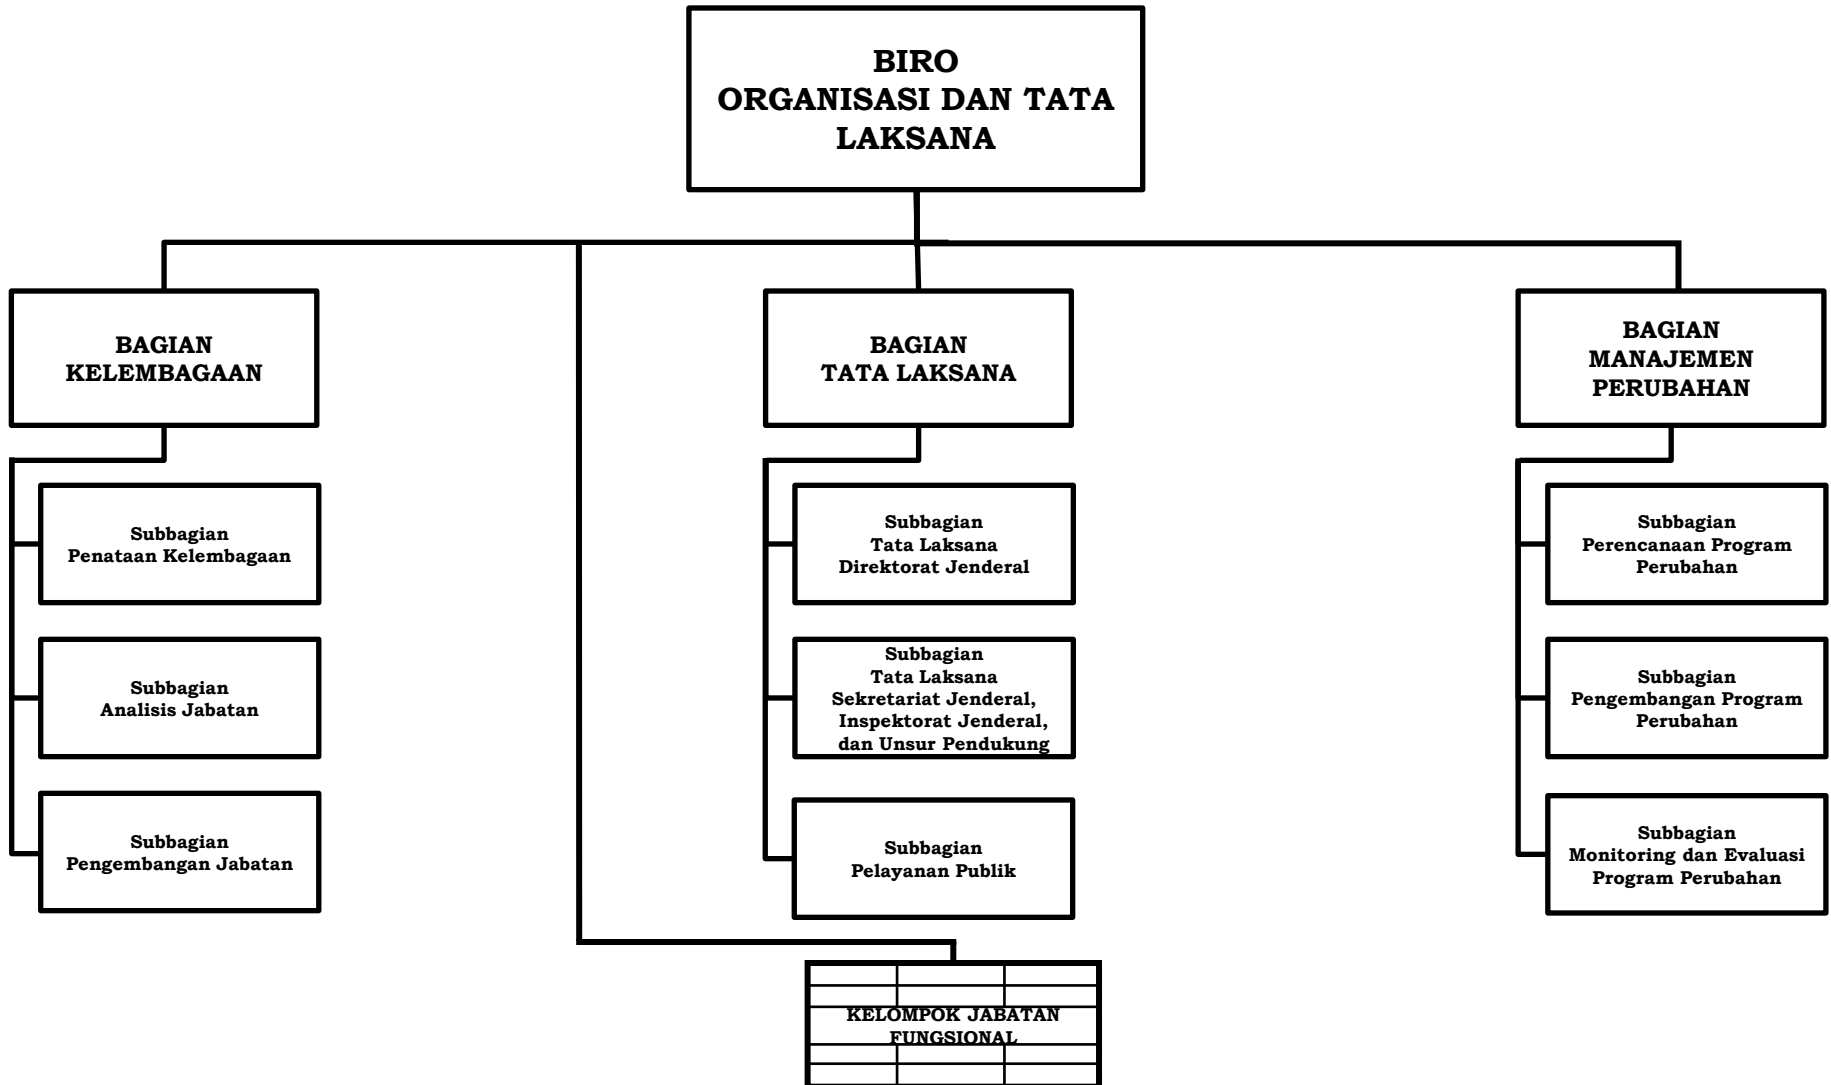 BIRO
ORGANISASI DAN TATA
LAKSANA
BAGIAN
KELEMBAGAAN
BAGIAN
TATA LAKSANA
BAGIAN
MANAJEMEN
PERUBAHAN
Subbagian
Penataan Kelembagaan
Subbagian
Tata Laksana
Direktorat Jenderal
Subbagian
Perencanaan Program
Perubahan
Subbagian
Analisis Jabatan
Subbagian
Tata Laksana
Sekretariat Jenderal,
Inspektorat Jenderal,
dan Unsur Pendukung
Subbagian
Pengembangan Program
Perubahan
Subbagian
Pengembangan Jabatan
Subbagian
Pelayanan Publik
Subbagian
Monitoring dan Evaluasi
Program Perubahan
KELOMPOK JABATAN
FUNGSIONAL